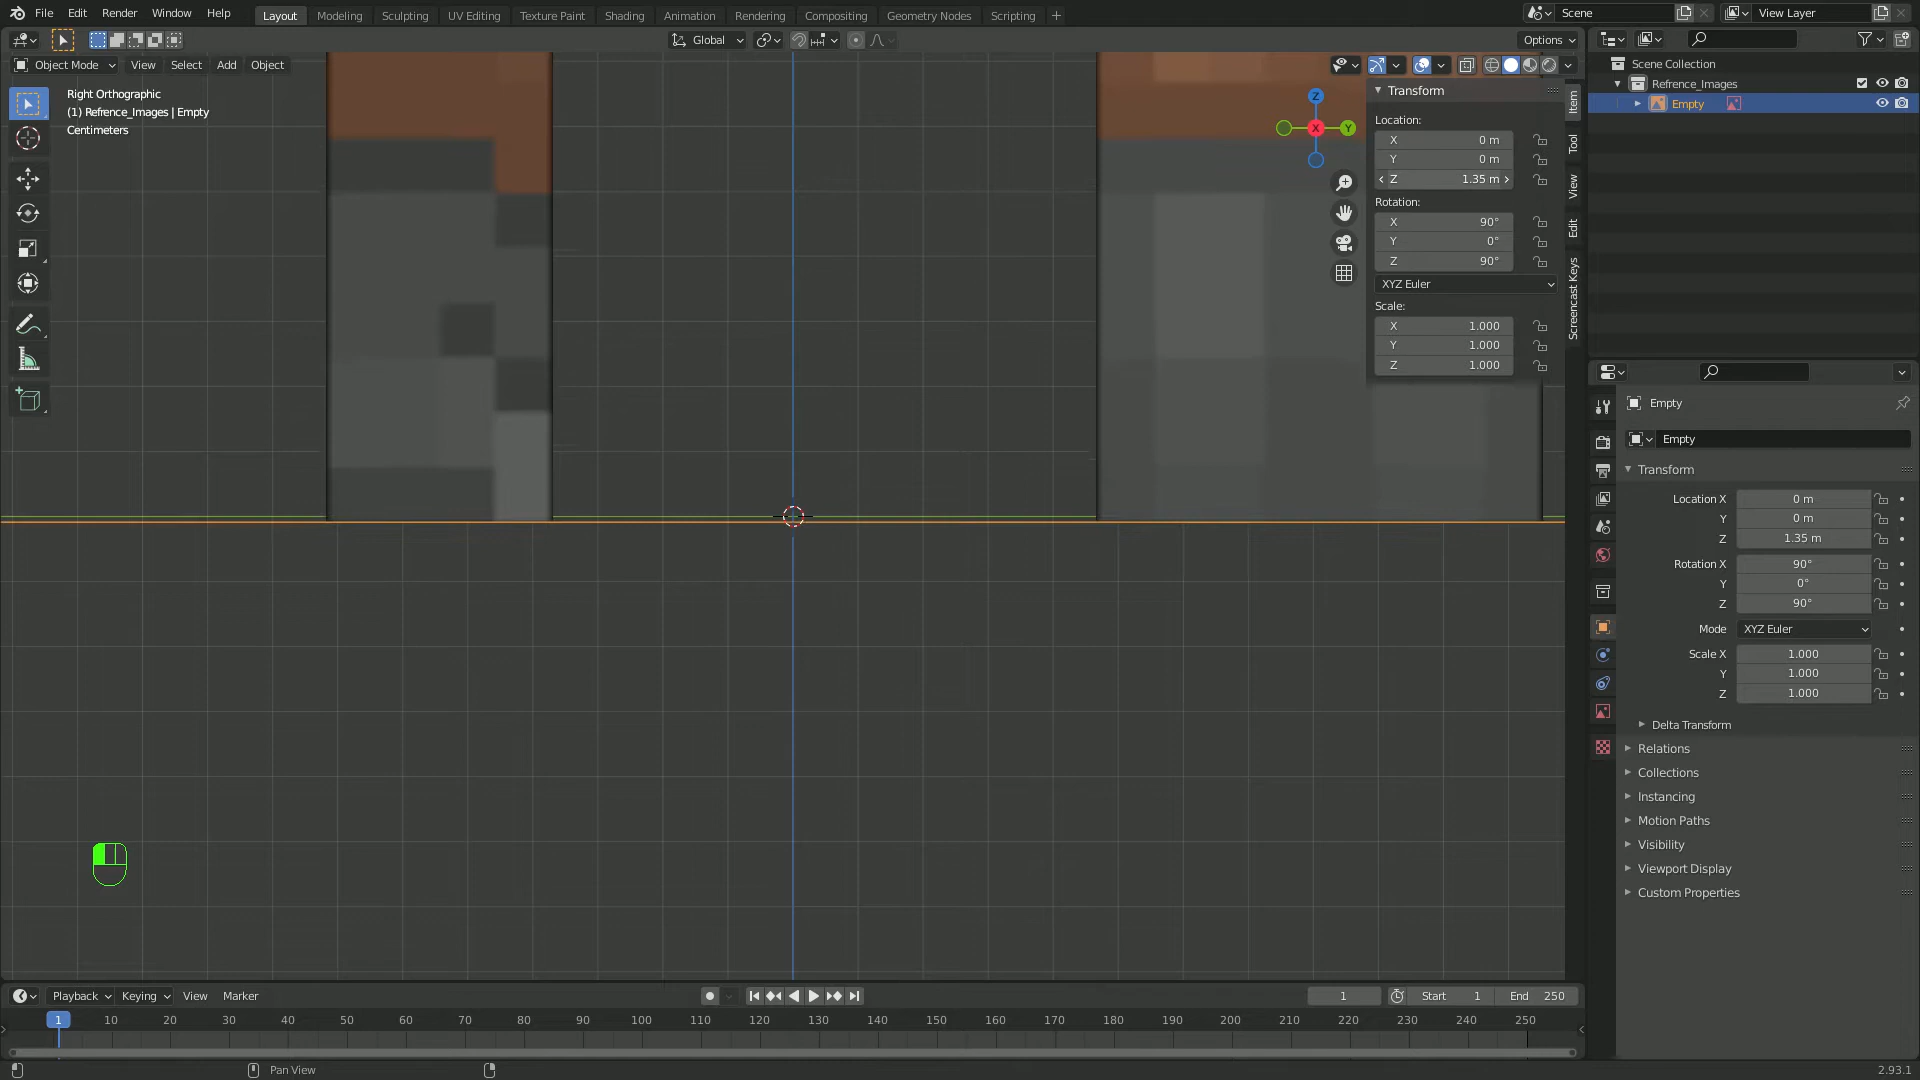 File Edit Render Window Help Layout Modeling Sculpting UV Editing Texture Paint Shading Animation Rendering Compositing Geometry Nodes Scripting + Scene View Layer
Global Options
Object Mode View Select Add Object
Right Orthographic
(1) Refrence_Images | Empty
Centimeters
Z
Y
X
Transform
Location:
X 0 m
Y 0 m
Z 1.35 m
Rotation:
X 90°
Y 0°
Z 90°
XYZ Euler
Scale:
X 1.000
Y 1.000
Z 1.000
Item
Tool
View
Edit
Screencast Keys
Scene Collection
Refrence_Images
Empty
Empty
Empty
Transform
Location X 0 m
Y 0 m
Z 1.35 m
Rotation X 90°
Y 0°
Z 90°
Mode XYZ Euler
Scale X 1.000
Y 1.000
Z 1.000
Delta Transform
Relations
Collections
Instancing
Motion Paths
Visibility
Viewport Display
Custom Properties
Playback Keying View Marker 1 Start 1 End 250
1 10 20 30 40 50 60 70 80 90 100 110 120 130 140 150 160 170 180 190 200 210 220 230 240 250
Pan View 2.93.1